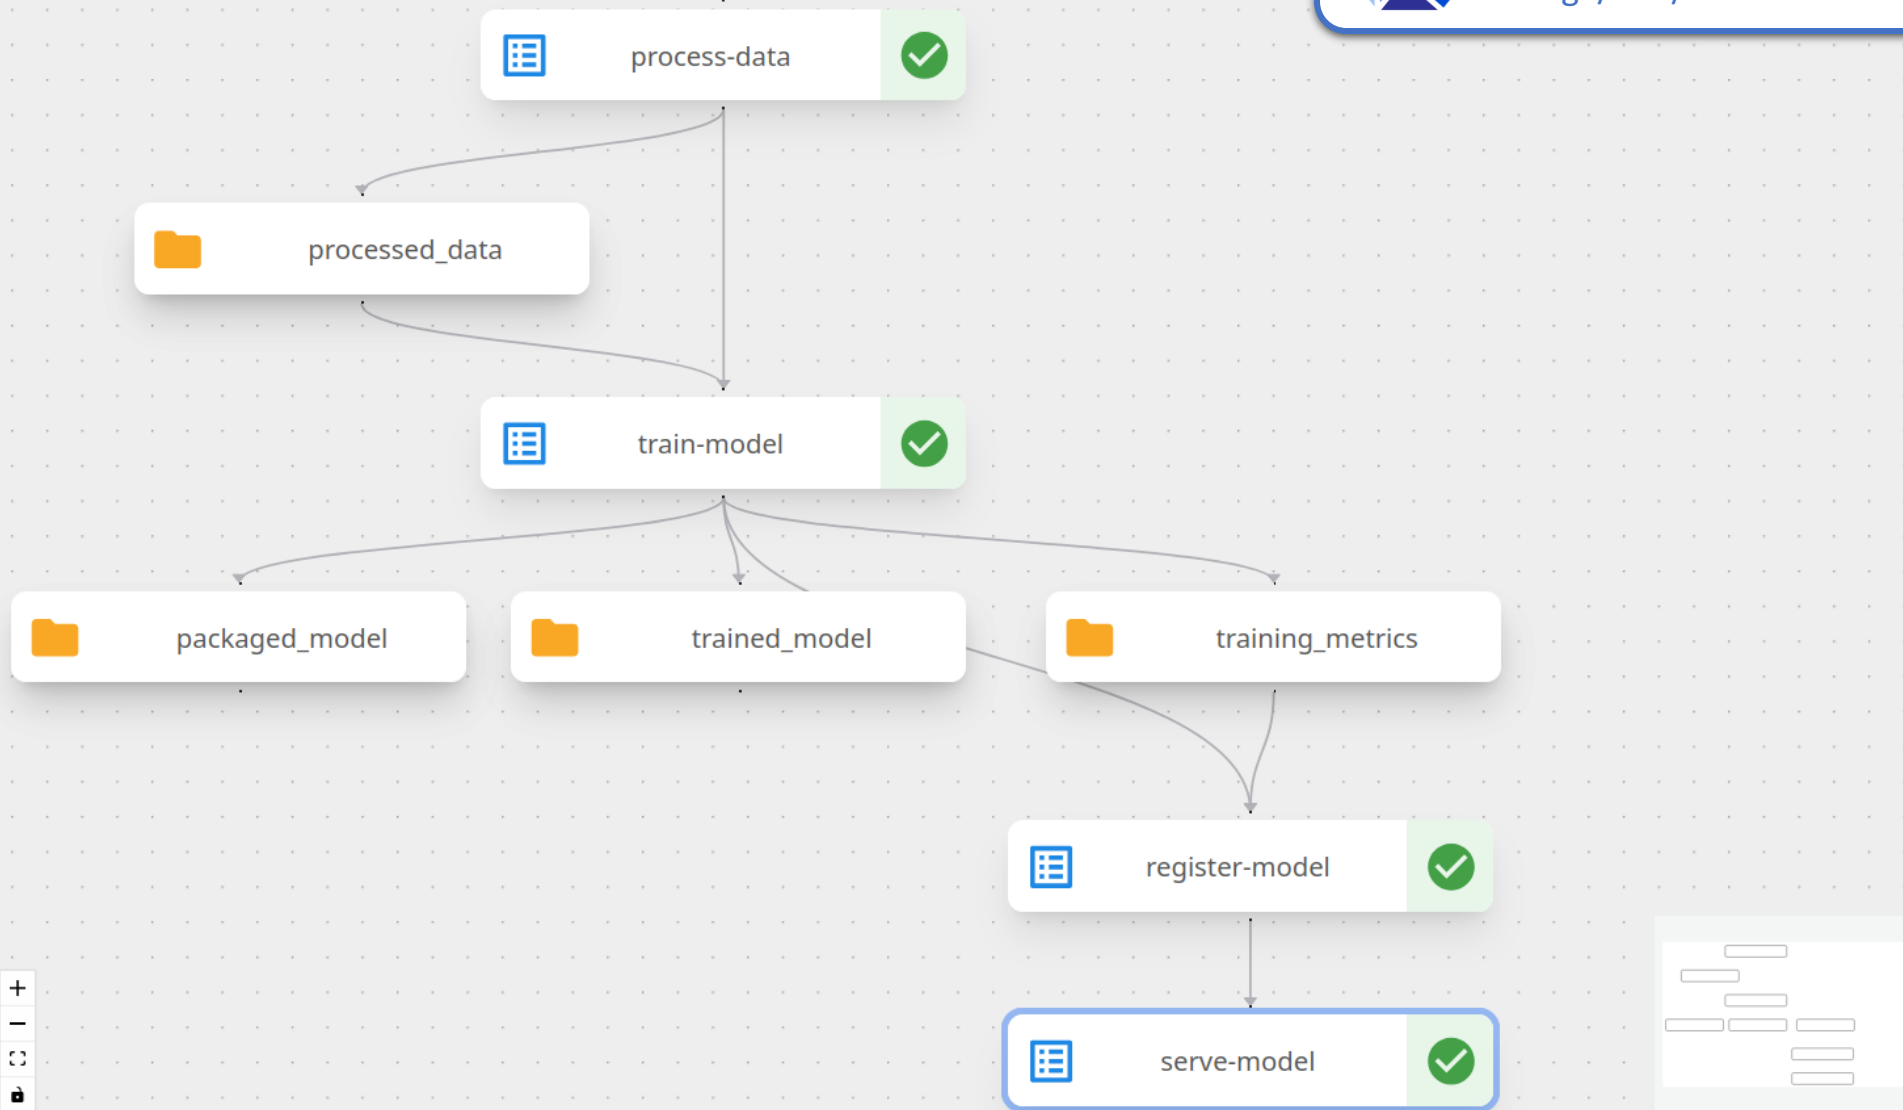 process-data
processed_data
train-model
packaged_model
trained_model
training_metrics
register-model
serve-model